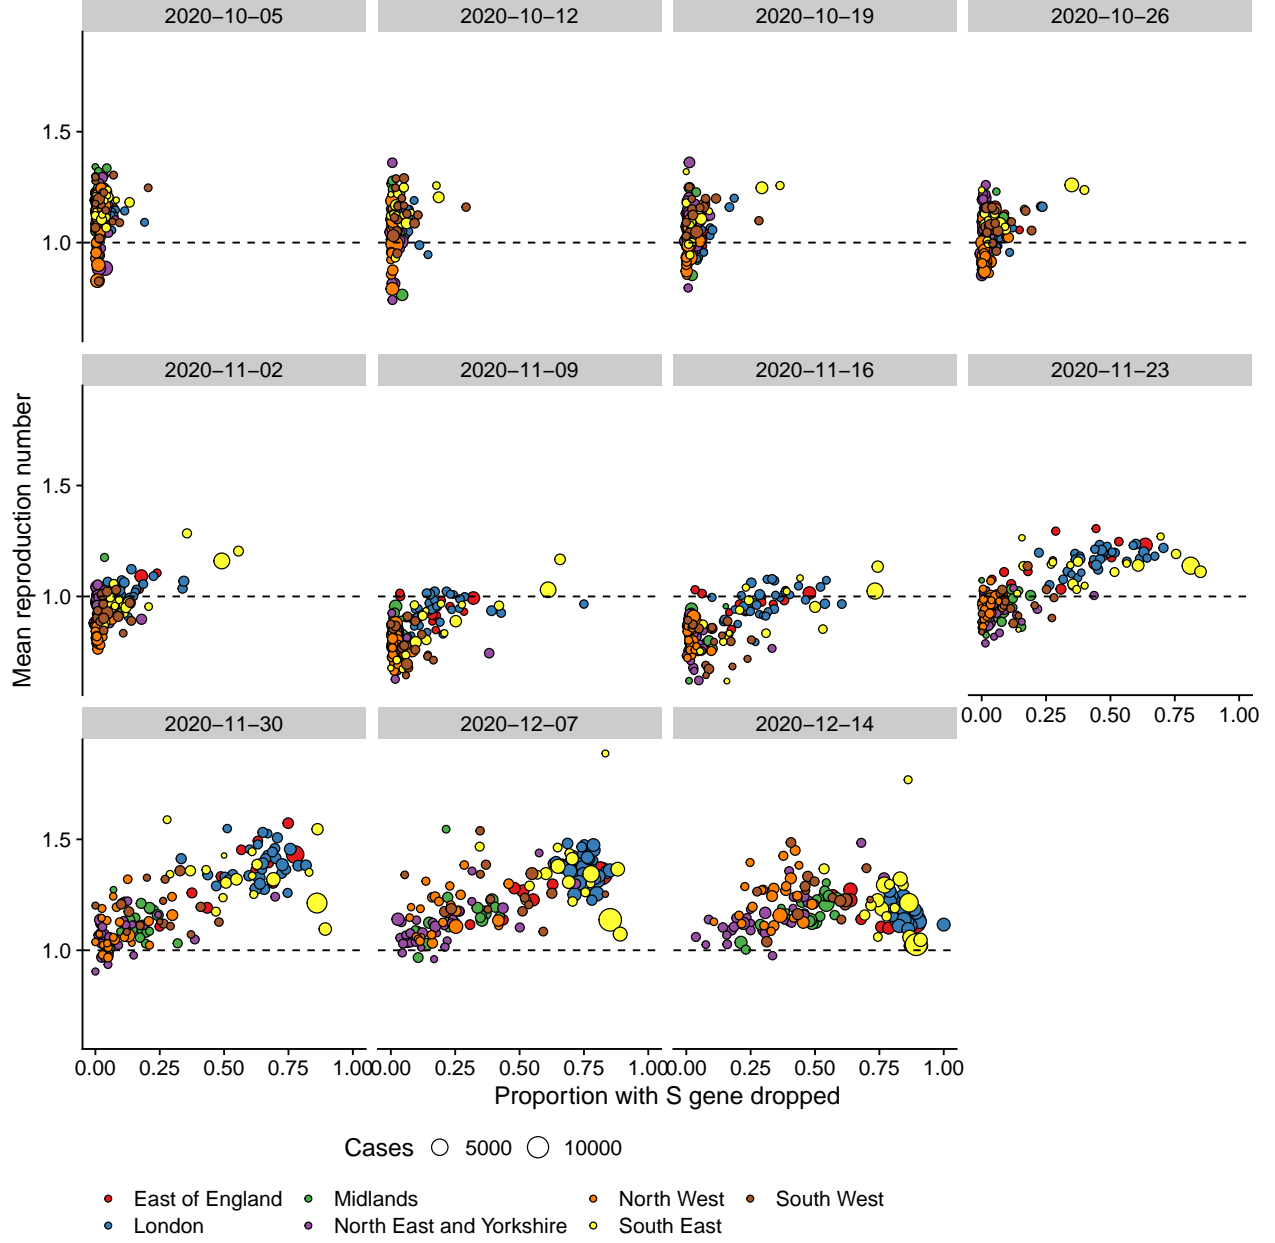 2020−10−05 2020−10−12 2020−10−19 2020−10−26
1.5
1.0
2020−11−02 2020−11−09 2020−11−16 2020−11−23
1.5
1.0
Mean reproduction number
0.00 0.25 0.50 0.75 1.00
2020−11−30 2020−12−07 2020−12−14
1.5
1.0
0.00 0.25 0.50 0.75 1.00 0.00 0.25 0.50 0.75 1.00 0.00 0.25 0.50 0.75 1.00
Proportion with S gene dropped
Cases 5000 10000
East of England Midlands North West South West
London North East and Yorkshire South East